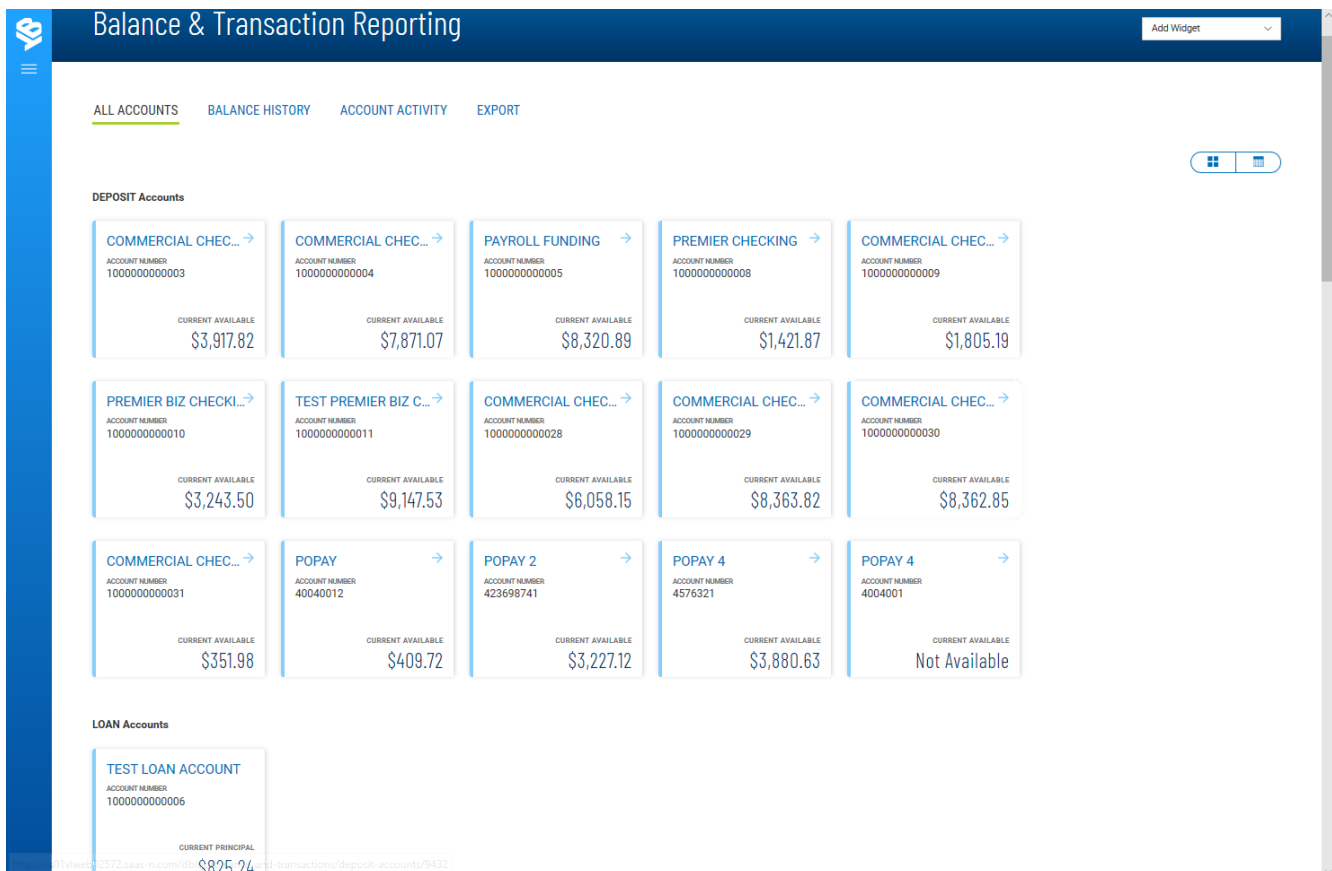 Balance & Transaction Reporting
Add Widget
ALL ACCOUNTS BALANCE HISTORY ACCOUNT ACTIVITY EXPORT
DEPOSIT Accounts
COMMERCIAL CHEC... COMMERCIAL CHEC... PAYROLL FUNDING PREMIER CHECKING COMMERCIAL CHEC...
ACCOUNT NUMBER ACCOUNT NUMBER ACCOUNT NUMBER ACCOUNT NUMBER ACCOUNT NUMBER
1000000000003 1000000000004 1000000000005 1000000000008 1000000000009
CURRENT AVAILABLE CURRENT AVAILABLE CURRENT AVAILABLE CURRENT AVAILABLE CURRENT AVAILABLE
$3,917.82 $7,871.07 $8,320.89 $1,421.87 $1,805.19
PREMIER BIZ CHECKI... TEST PREMIER BIZ C... COMMERCIAL CHEC... COMMERCIAL CHEC... COMMERCIAL CHEC...
ACCOUNT NUMBER ACCOUNT NUMBER ACCOUNT NUMBER ACCOUNT NUMBER ACCOUNT NUMBER
1000000000010 1000000000011 1000000000028 1000000000029 1000000000030
CURRENT AVAILABLE CURRENT AVAILABLE CURRENT AVAILABLE CURRENT AVAILABLE CURRENT AVAILABLE
$3,243.50 $9,147.53 $6,058.15 $8,363.82 $8,362.85
COMMERCIAL CHEC... POPAY POPAY 2 POPAY 4 POPAY 4
ACCOUNT NUMBER ACCOUNT NUMBER ACCOUNT NUMBER ACCOUNT NUMBER ACCOUNT NUMBER
1000000000031 40040012 423698741 4576321 4004001
CURRENT AVAILABLE CURRENT AVAILABLE CURRENT AVAILABLE CURRENT AVAILABLE CURRENT AVAILABLE
$351.98 $409.72 $3,227.12 $3,880.63 Not Available
LOAN Accounts
TEST LOAN ACCOUNT
ACCOUNT NUMBER
1000000000006
CURRENT PRINCIPAL
$825.24